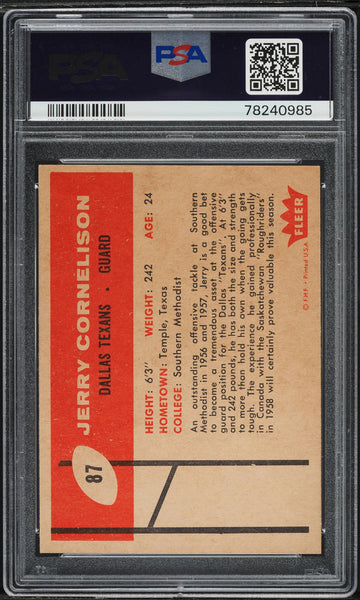 PSA
PSA
78240985
87
JERRY CORNELISON
DALLAS TEXANS • GUARD
HEIGHT: 6'3" WEIGHT: 242 AGE: 24
HOMETOWN: Temple, Texas
COLLEGE: Southern Methodist
An outstanding offensive tackle at Southern
Methodist in 1956 and 1957, Jerry is a good bet
to become a tremendous asset at the offensive
guard position for the Dallas "Texans". At 6'3"
and 242 pounds, he has both the size and strength
to more than hold his own when the going gets
tough. The experience he gained professionally
in Canada with the Saskatchewan "Roughriders"
in 1958 will certainly prove valuable this season.
FLEER
© F.H.F. • Printed U.S.A.